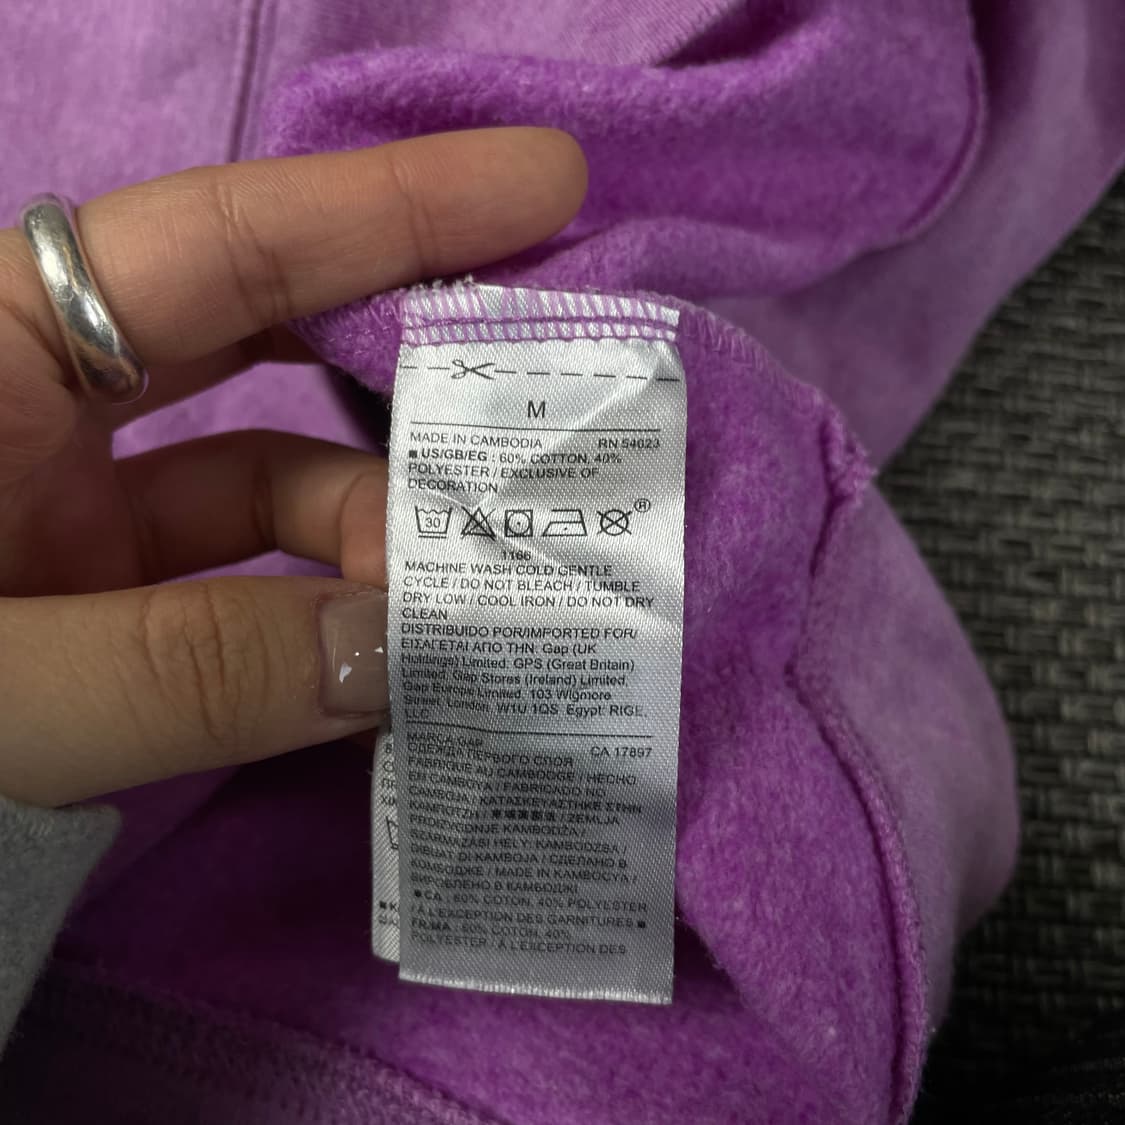 M
MADE IN CAMBODIA RN 54023
■ US/GB/EG : 60% COTTON, 40%
POLYESTER / EXCLUSIVE OF
DECORATION
30 ®
1166
MACHINE WASH COLD GENTLE
CYCLE / DO NOT BLEACH / TUMBLE
DRY LOW / COOL IRON / DO NOT DRY
CLEAN
DISTRIBUIDO POR/IMPORTED FOR/
ΕΙΣΑΓΕΤΑΙ ΑΠΟ ΤΗΝ: Gap (UK
Holdings) Limited, GPS (Great Britain)
Limited, Gap Stores (Ireland) Limited,
Gap Europe Limited, 103 Wigmore
Street, London, W1U 1QS Egypt: RIGE,
LLC
MARCA: GAP
ОДЕЖДА ПЕРВОГО СЛОЯ CA 17897
FABRIQUE AU CAMBODGE / HECHO
EN CAMBOYA / FABRICADO NO
CAMBOJA / ΚΑΤΑΣΚΕΥΑΣΤΗΚΕ ΣΤΗΝ
ΚΑΜΠΟΤΖΗ / 柬埔寨製造 / ZEMLJA
PROIZVODNJE KAMBODŽA /
SZÁRMAZÁSI HELY: KAMBODZSA
DIBUAT DI KAMBOJA / СДЕЛАНО В
КОМБОДЖЕ / MADE IN KAMBOÇYA /
ВИРОБЛЕНО В КАМБОДЖІ
■ CA : 60% COTON, 40% POLYESTER
/ À L'EXCEPTION DES GARNITURES ■
FR/MA : 60% COTON, 40%
POLYESTER / À L'EXCEPTION DES